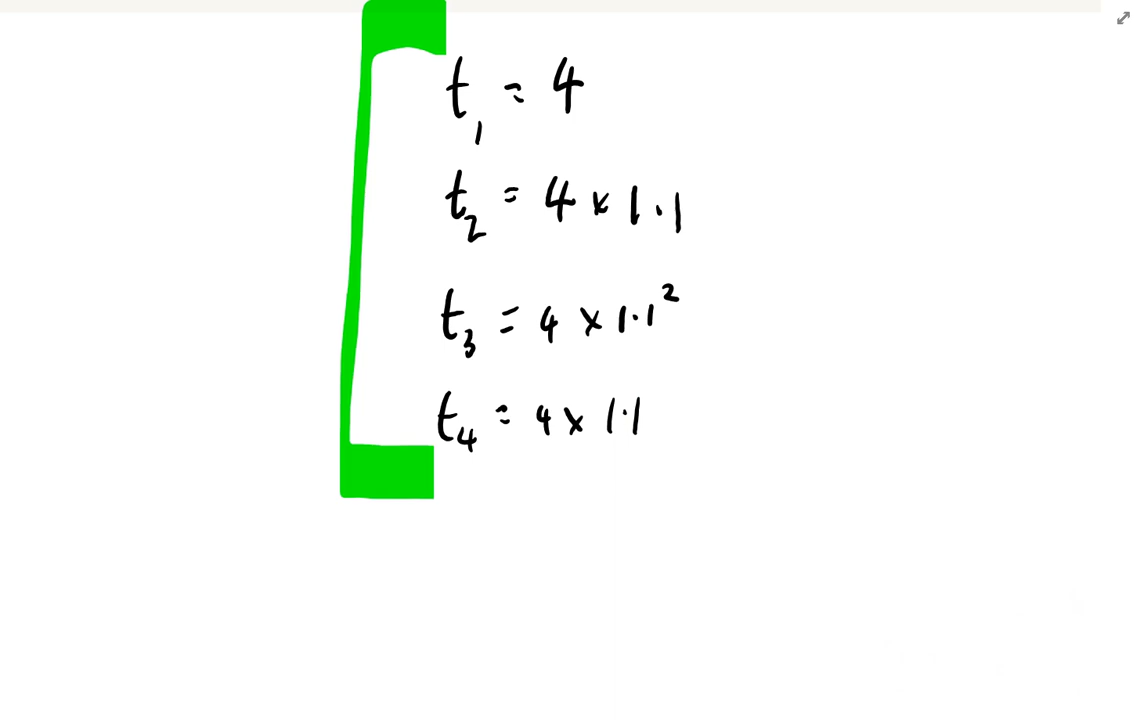 t₁ = 4
t₂ = 4 × 1·1
t₃ = 4 × 1·1²
t₄ = 4 × 1·1